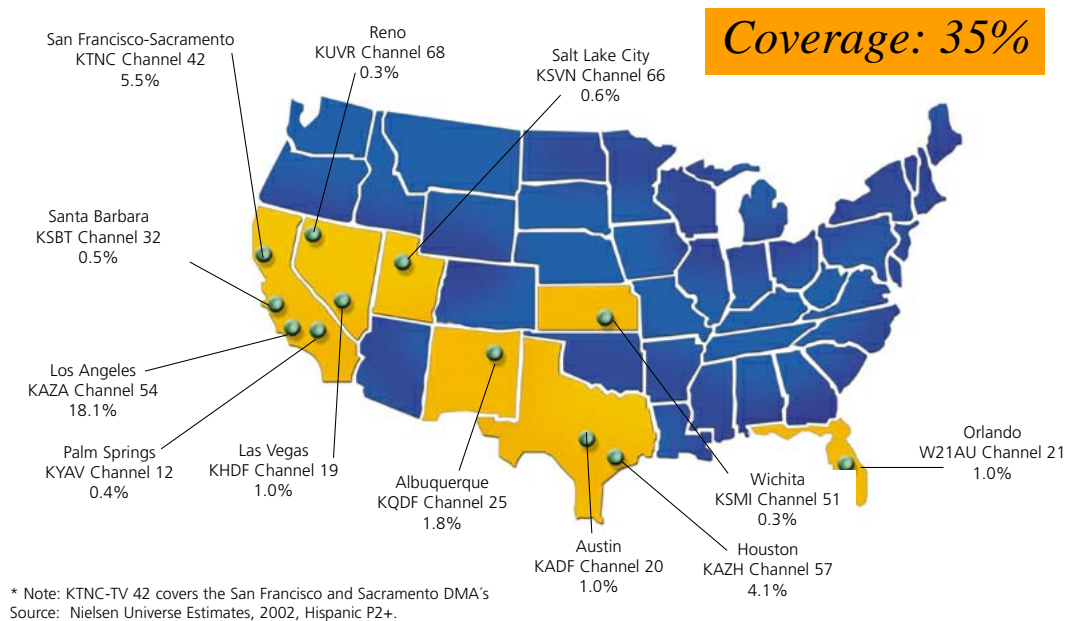 Coverage: 35%
San Francisco-Sacramento
KTNC Channel 42
5.5%
Reno
KUVR Channel 68
0.3%
Salt Lake City
KSVN Channel 66
0.6%
Santa Barbara
KSBT Channel 32
0.5%
Los Angeles
KAZA Channel 54
18.1%
Palm Springs
KYAV Channel 12
0.4%
Las Vegas
KHDF Channel 19
1.0%
Albuquerque
KQDF Channel 25
1.8%
Austin
KADF Channel 20
1.0%
Houston
KAZH Channel 57
4.1%
Wichita
KSMI Channel 51
0.3%
Orlando
W21AU Channel 21
1.0%
* Note: KTNC-TV 42 covers the San Francisco and Sacramento DMA´s
Source: Nielsen Universe Estimates, 2002, Hispanic P2+.